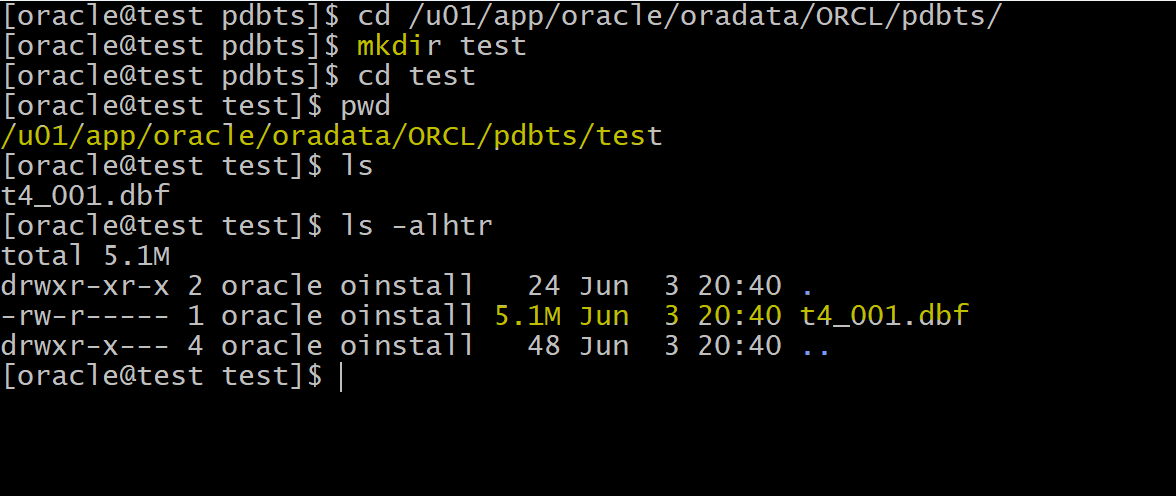 [oracle@test pdbts]$ cd /u01/app/oracle/oradata/ORCL/pdbts/
[oracle@test pdbts]$ mkdir test
[oracle@test pdbts]$ cd test
[oracle@test test]$ pwd
/u01/app/oracle/oradata/ORCL/pdbts/test
[oracle@test test]$ ls
t4_001.dbf
[oracle@test test]$ ls -alhtr
total 5.1M
drwxr-xr-x 2 oracle oinstall   24 Jun  3 20:40 .
-rw-r----- 1 oracle oinstall 5.1M Jun  3 20:40 t4_001.dbf
drwxr-x--- 4 oracle oinstall   48 Jun  3 20:40 ..
[oracle@test test]$